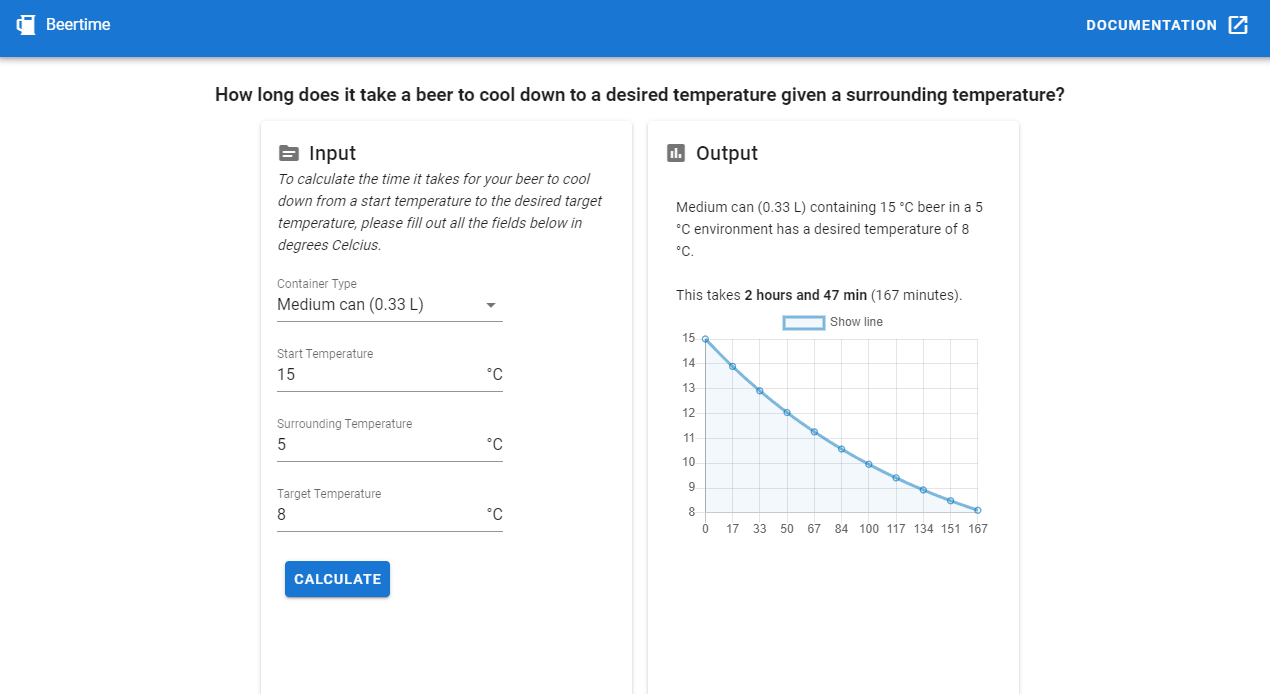 Beertime
DOCUMENTATION
How long does it take a beer to cool down to a desired temperature given a surrounding temperature?
Input
To calculate the time it takes for your beer to cool
down from a start temperature to the desired target
temperature, please fill out all the fields below in
degrees Celcius.
Container Type
Medium can (0.33 L)
Start Temperature
15 °C
Surrounding Temperature
5 °C
Target Temperature
8 °C
CALCULATE
Output
Medium can (0.33 L) containing 15 °C beer in a 5
°C environment has a desired temperature of 8
°C.
This takes 2 hours and 47 min (167 minutes).
Show line
15
14
13
12
11
10
9
8
0 17 33 50 67 84 100 117 134 151 167